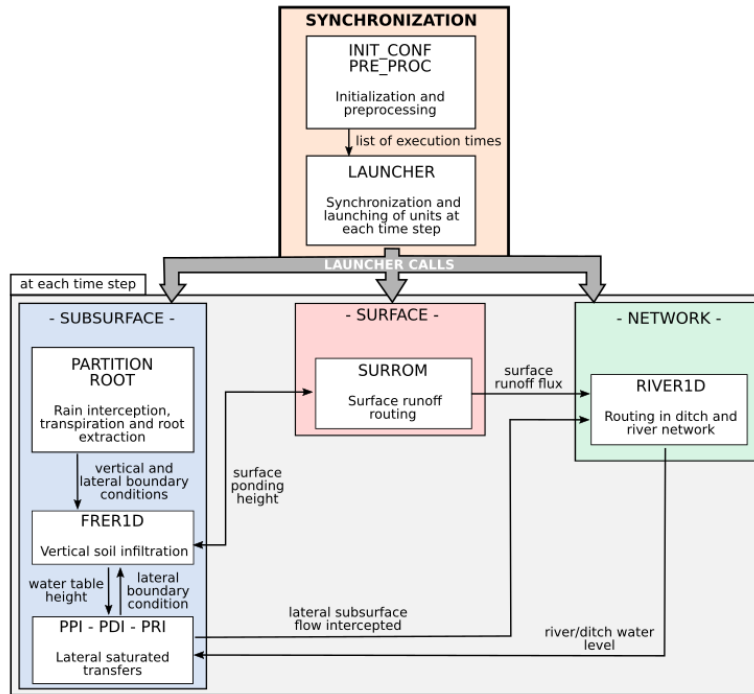 SYNCHRONIZATION
INIT_CONF
PRE_PROC
Initialization and
preprocessing
list of execution times
LAUNCHER
Synchronization and
launching of units at
each time step
LAUNCHER CALLS
at each time step
- SUBSURFACE -
PARTITION
ROOT
Rain interception,
transpiration and root
extraction
vertical and
lateral boundary
conditions
FRER1D
Vertical soil infiltration
water table
height
lateral
boundary
condition
PPI - PDI - PRI
Lateral saturated
transfers
- SURFACE -
SURROM
Surface runoff
routing
surface
ponding
height
surface
runoff flux
- NETWORK -
RIVER1D
Routing in ditch and
river network
lateral subsurface
flow intercepted
river/ditch water
level